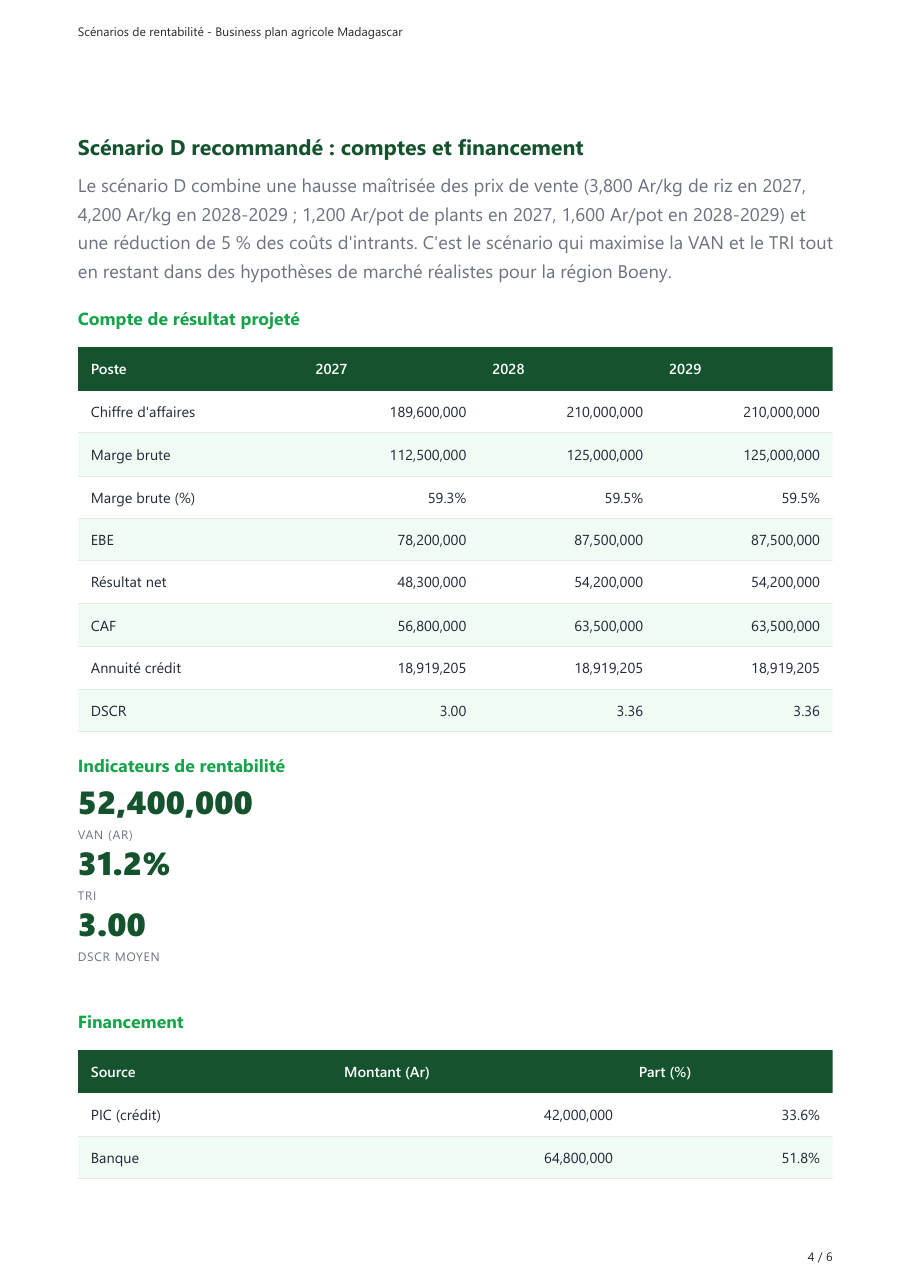 Scénarios de rentabilité - Business plan agricole Madagascar
Scénario D recommandé : comptes et financement
Le scénario D combine une hausse maîtrisée des prix de vente (3,800 Ar/kg de riz en 2027,
4,200 Ar/kg en 2028-2029 ; 1,200 Ar/pot de plants en 2027, 1,600 Ar/pot en 2028-2029) et
une réduction de 5 % des coûts d'intrants. C'est le scénario qui maximise la VAN et le TRI tout
en restant dans des hypothèses de marché réalistes pour la région Boeny.
Compte de résultat projeté
Poste 2027 2028 2029
Chiffre d'affaires 189,600,000 210,000,000 210,000,000
Marge brute 112,500,000 125,000,000 125,000,000
Marge brute (%) 59.3% 59.5% 59.5%
EBE 78,200,000 87,500,000 87,500,000
Résultat net 48,300,000 54,200,000 54,200,000
CAF 56,800,000 63,500,000 63,500,000
Annuité crédit 18,919,205 18,919,205 18,919,205
DSCR 3.00 3.36 3.36
Indicateurs de rentabilité
52,400,000
VAN (AR)
31.2%
TRI
3.00
DSCR MOYEN
Financement
Source Montant (Ar) Part (%)
PIC (crédit) 42,000,000 33.6%
Banque 64,800,000 51.8%
4 / 6